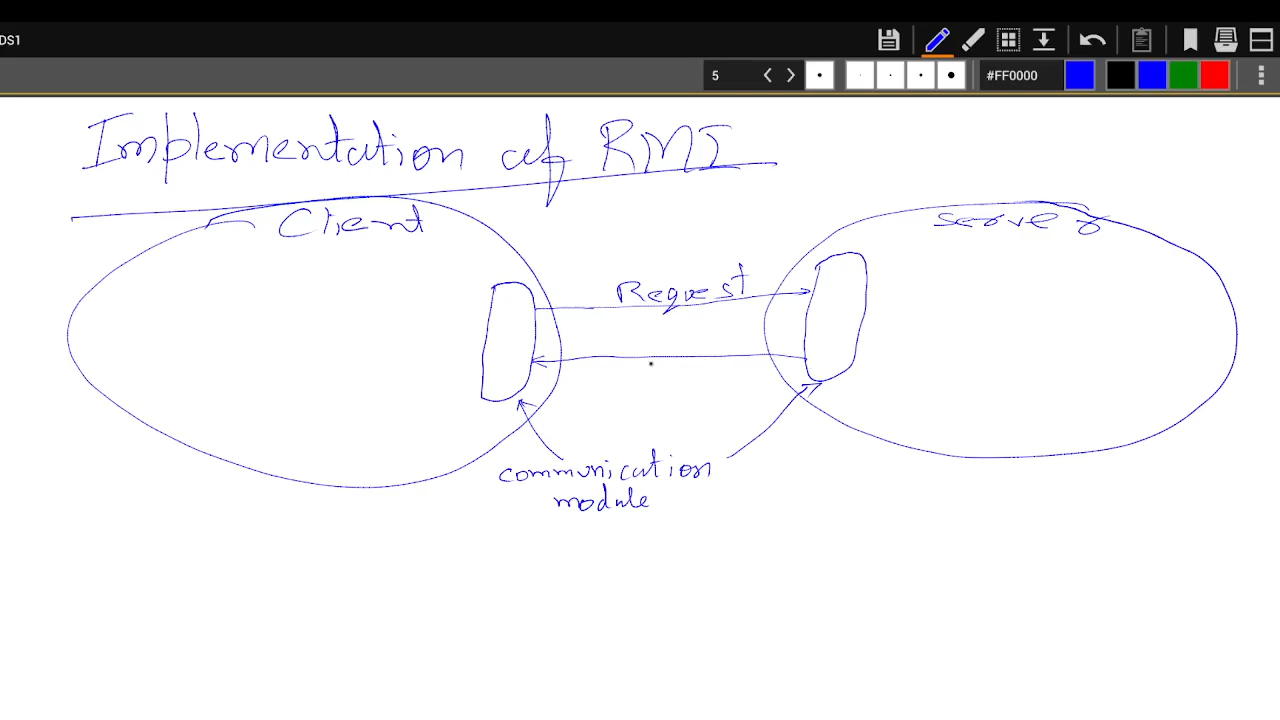 DS1
5
#FF0000
Implementation of RMI
Client
Server
Request
communication
module